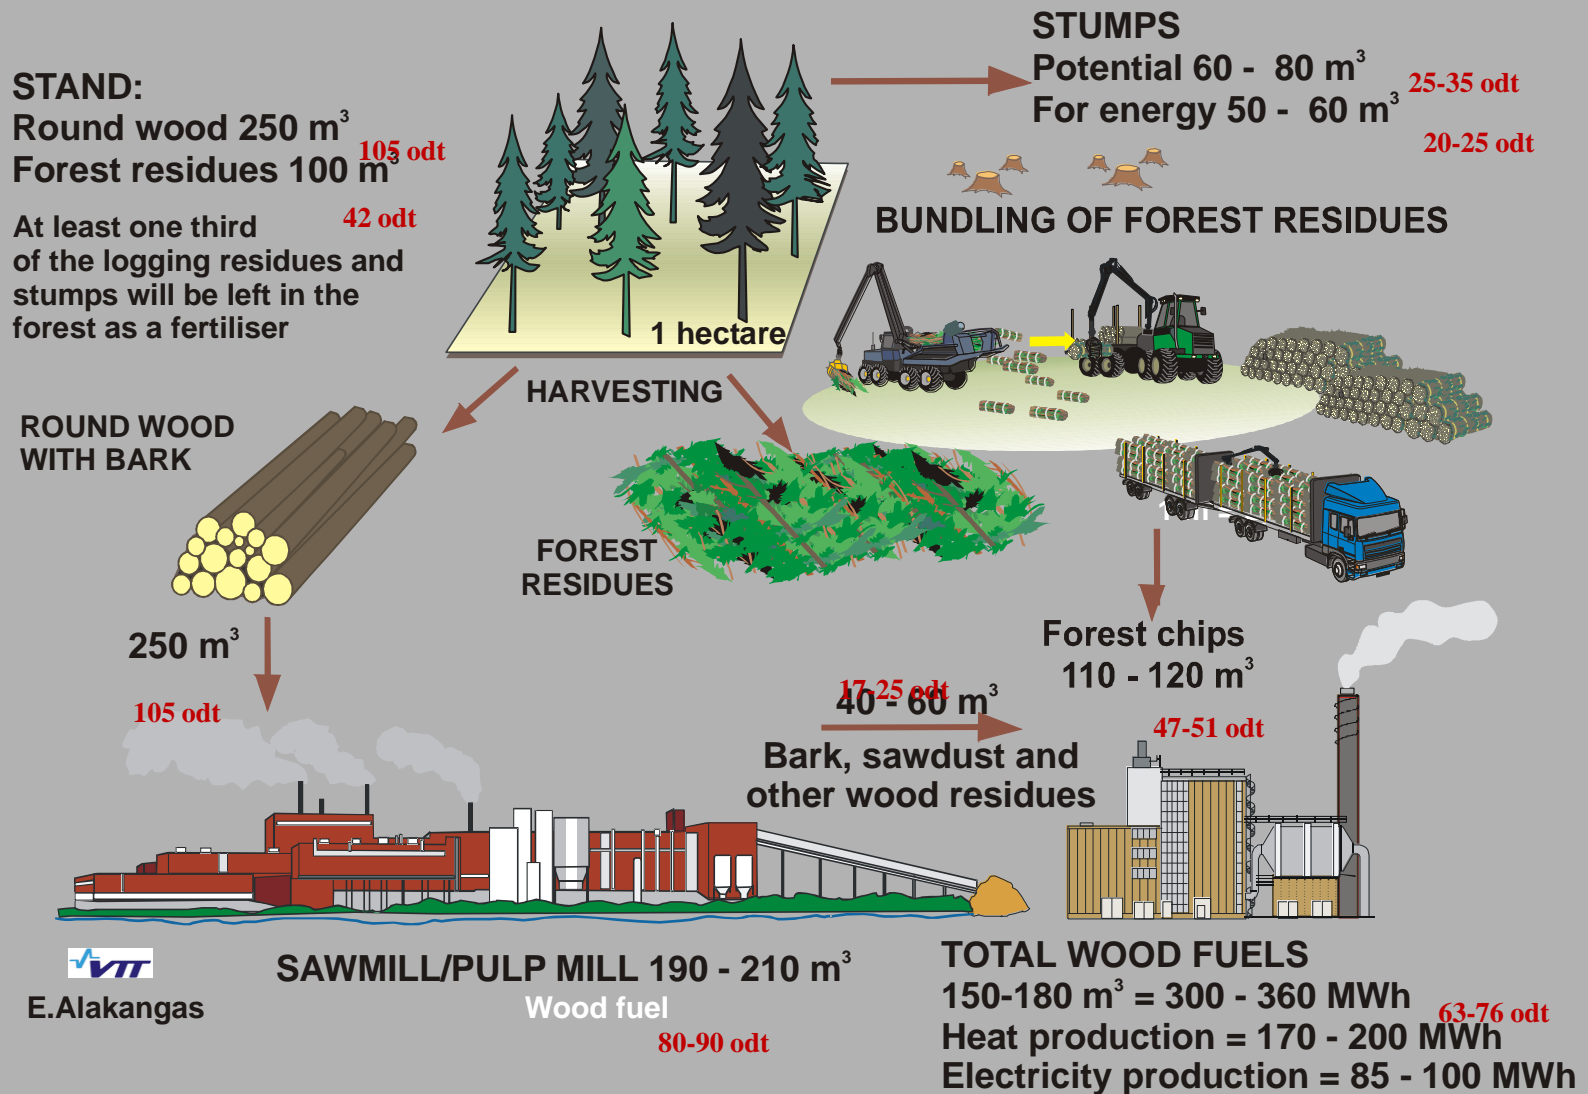 STUMPS
Potential 60 - 80 m³
25-35 odt
For energy 50 - 60 m³
20-25 odt
STAND:
Round wood 250 m³
105 odt
Forest residues 100 m³
42 odt
At least one third
of the logging residues and
stumps will be left in the
forest as a fertiliser
1 hectare
BUNDLING OF FOREST RESIDUES
HARVESTING
ROUND WOOD
WITH BARK
FOREST
RESIDUES
250 m³
105 odt
Forest chips
110 - 120 m³
47-51 odt
17-25 odt
40 - 60 m³
Bark, sawdust and
other wood residues
VTT
E.Alakangas
SAWMILL/PULP MILL 190 - 210 m³
Wood fuel
80-90 odt
TOTAL WOOD FUELS
150-180 m³ = 300 - 360 MWh
63-76 odt
Heat production = 170 - 200 MWh
Electricity production = 85 - 100 MWh